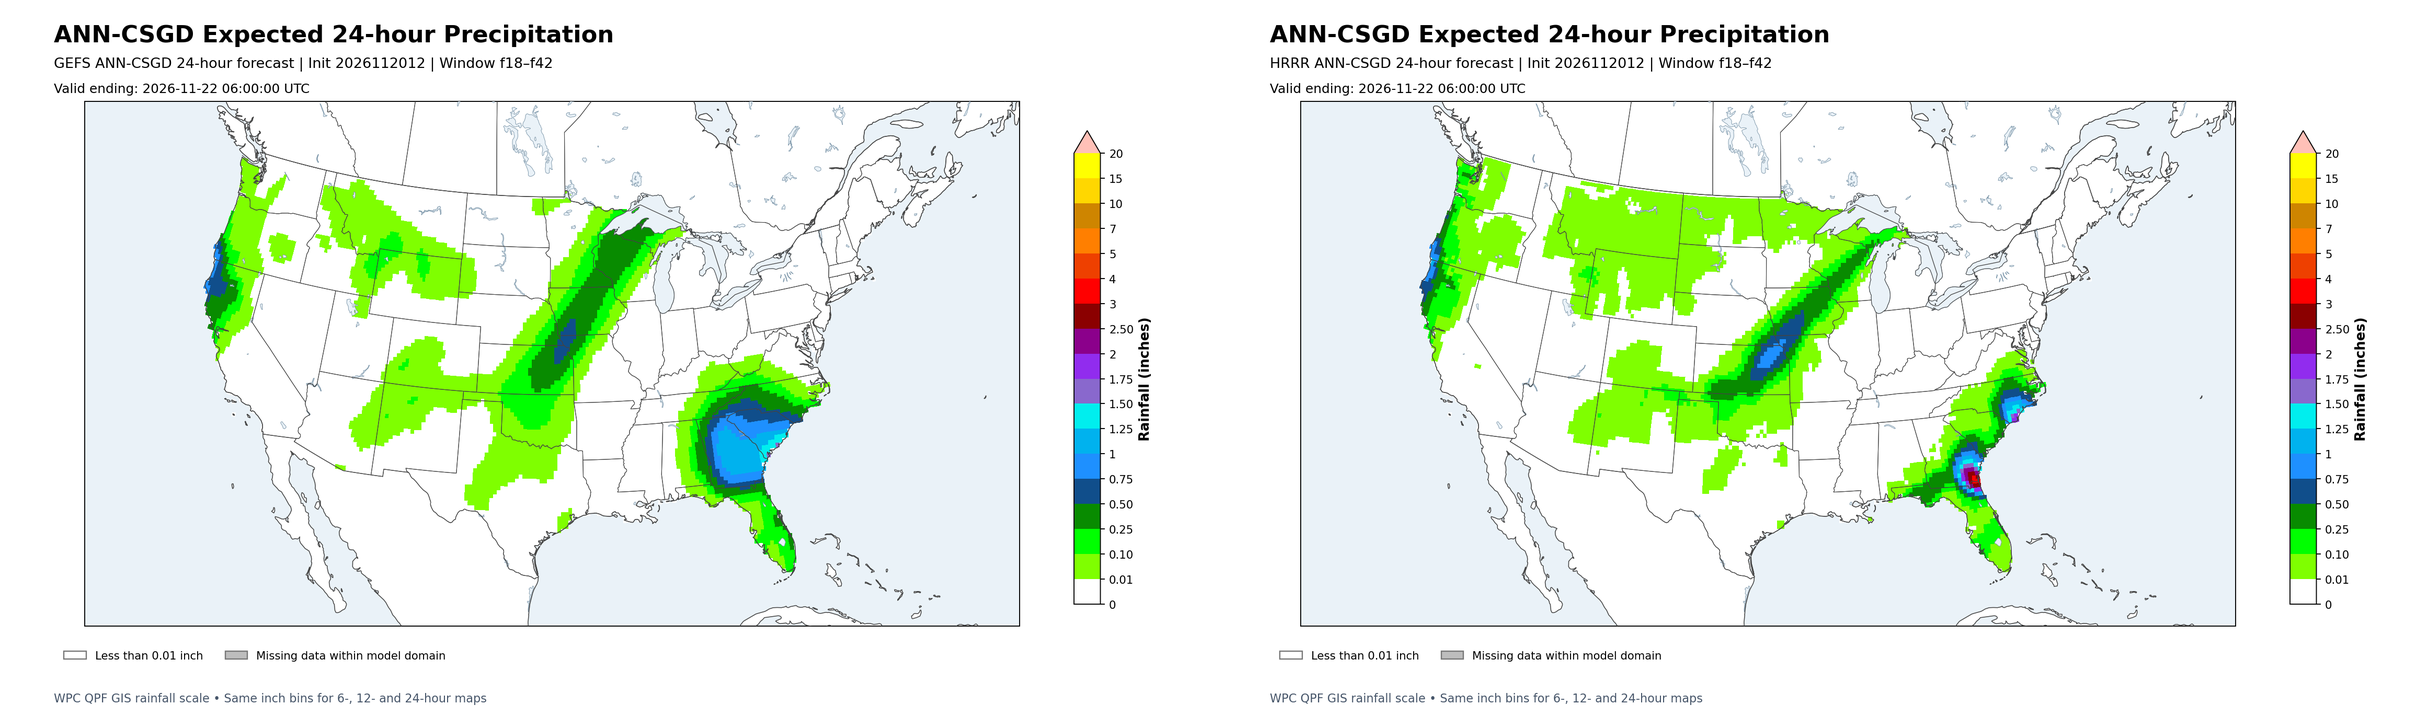 ANN-CSGD Expected 24-hour Precipitation
GEFS ANN-CSGD 24-hour forecast | Init 2026112012 | Window f18–f42
Valid ending: 2026-11-22 06:00:00 UTC
20
15
10
7
5
4
3
2.50
2
1.75
1.50
1.25
1
0.75
0.50
0.25
0.10
0.01
0
Rainfall (inches)
Less than 0.01 inch
Missing data within model domain
WPC QPF GIS rainfall scale • Same inch bins for 6-, 12- and 24-hour maps
ANN-CSGD Expected 24-hour Precipitation
HRRR ANN-CSGD 24-hour forecast | Init 2026112012 | Window f18–f42
Valid ending: 2026-11-22 06:00:00 UTC
20
15
10
7
5
4
3
2.50
2
1.75
1.50
1.25
1
0.75
0.50
0.25
0.10
0.01
0
Rainfall (inches)
Less than 0.01 inch
Missing data within model domain
WPC QPF GIS rainfall scale • Same inch bins for 6-, 12- and 24-hour maps